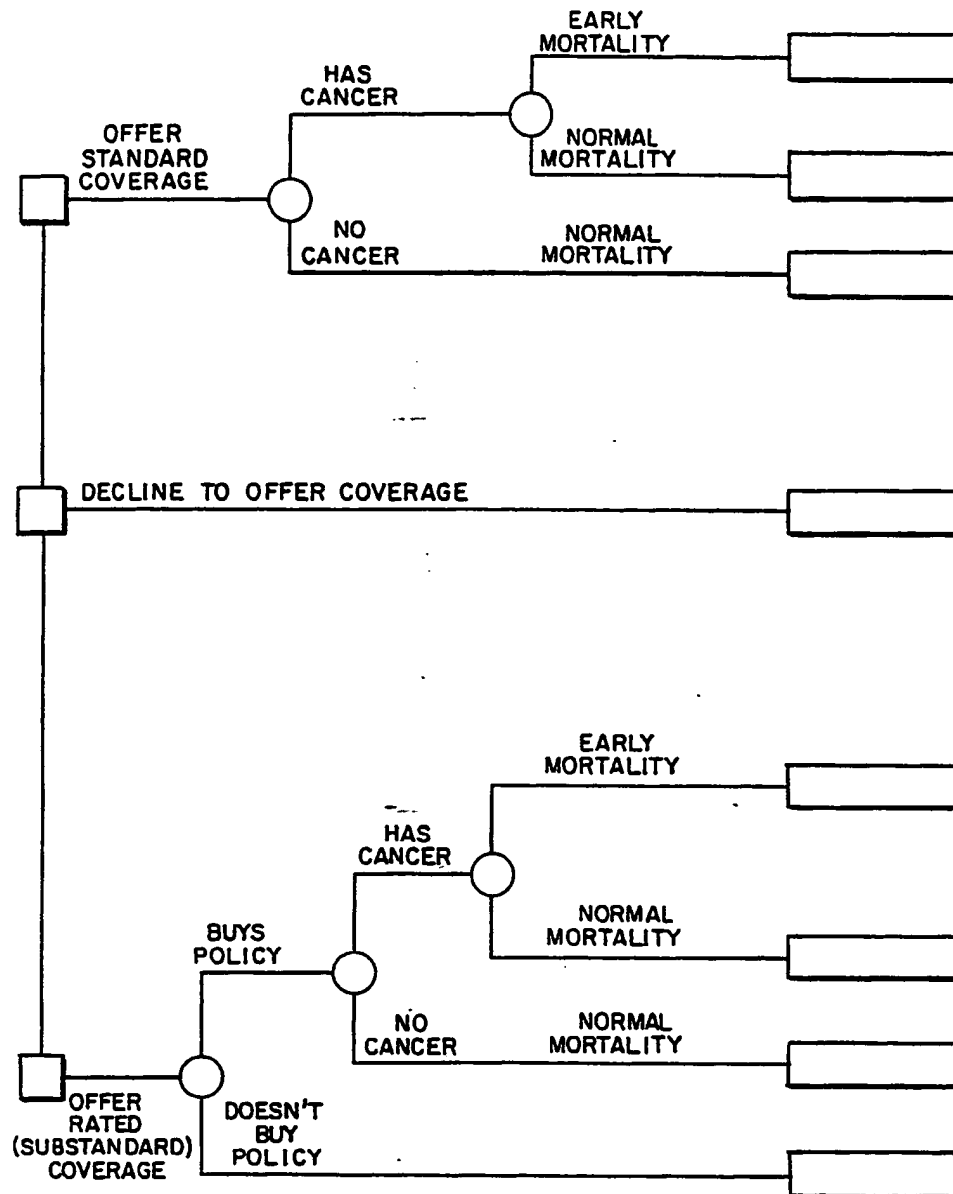 EARLY
MORTALITY
HAS
CANCER
OFFER
STANDARD
COVERAGE
NORMAL
MORTALITY
NO
CANCER
NORMAL
MORTALITY
DECLINE TO OFFER COVERAGE
EARLY
MORTALITY
HAS
CANCER
BUYS
POLICY
NORMAL
MORTALITY
NO
CANCER
NORMAL
MORTALITY
OFFER
RATED
(SUBSTANDARD)
COVERAGE
DOESN'T
BUY
POLICY